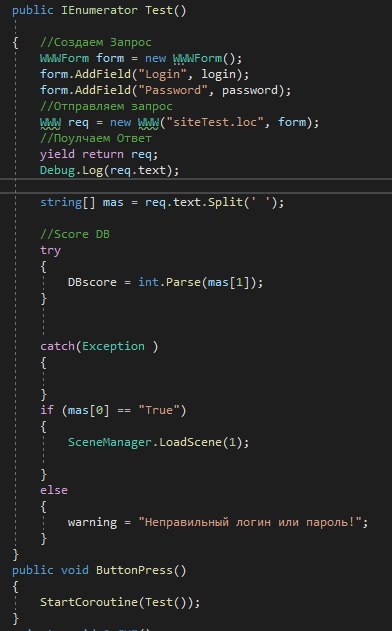 public IEnumerator Test()
{ //Создаем Запрос
WWWForm form = new WWWForm();
form.AddField("Login", login);
form.AddField("Password", password);
//Отправляем запрос
WWW req = new WWW("siteTest.loc", form);
//Поулчаем Ответ
yield return req;
Debug.Log(req.text);
string[] mas = req.text.Split(' ');
//Score DB
try
{
DBscore = int.Parse(mas[1]);
}
catch(Exception )
{
}
if (mas[0] == "True")
{
SceneManager.LoadScene(1);
}
else
{
warning = "Неправильный логин или пароль!";
}
}
public void ButtonPress()
{
StartCoroutine(Test());
}